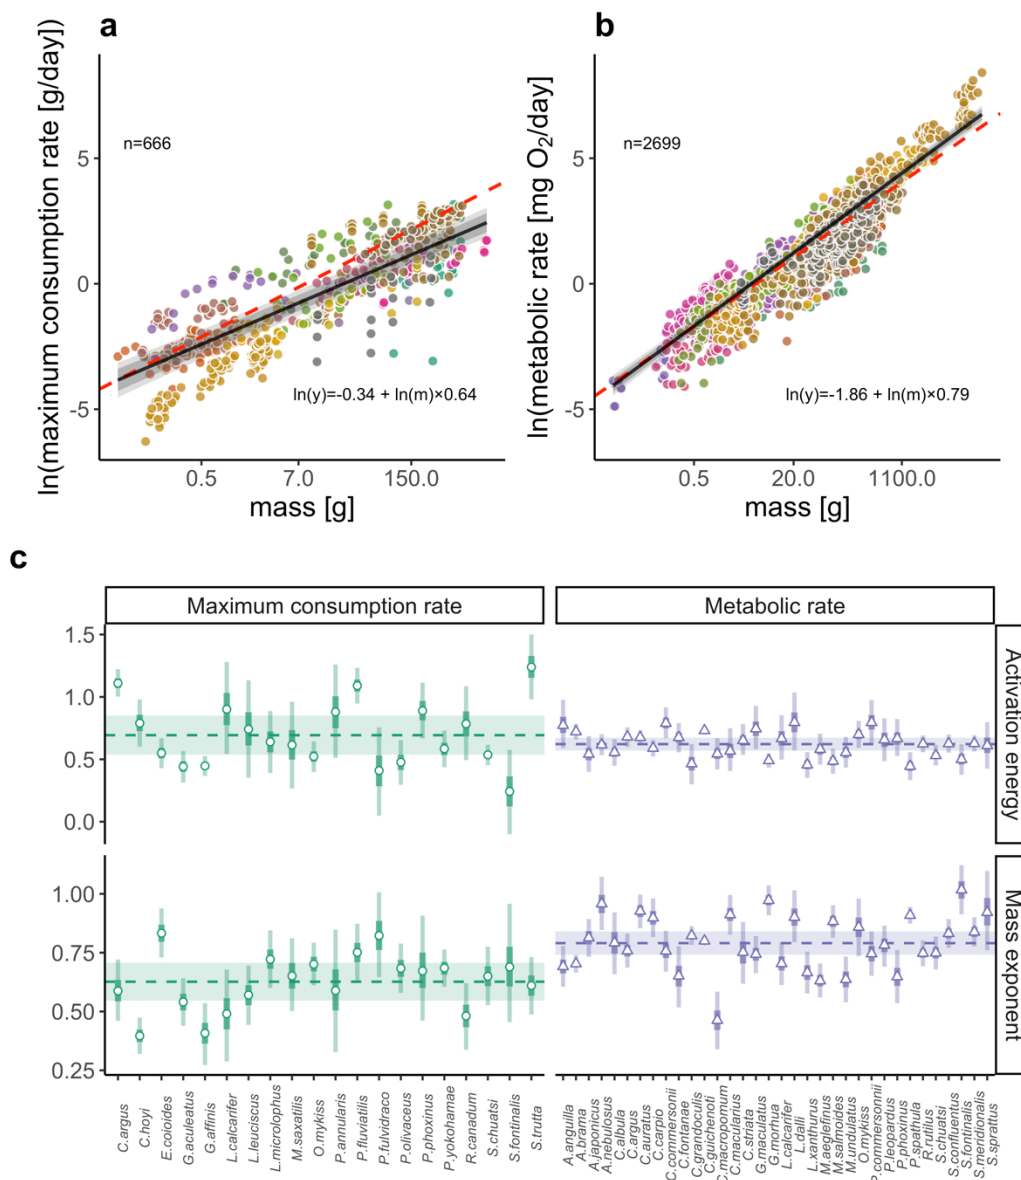 a
b
ln(maximum consumption rate [g/day])
n=666
5
0
-5
ln(y)=-0.34 + ln(m)×0.64
0.5
7.0
150.0
mass [g]
ln(metabolic rate [mg O₂/day]
n=2699
5
0
-5
ln(y)=-1.86 + ln(m)×0.79
0.5
20.0
1100.0
mass [g]
c
Maximum consumption rate
Metabolic rate
1.5
1.0
0.5
0.0
Activation energy
1.00
0.75
0.50
0.25
Mass exponent
C.argus
C.hoyi
E.coioides
G.aculeatus
G.affinis
L.calcarifer
L.leuciscus
L.microlophus
M.saxatilis
O.mykiss
P.annularis
P.fluviatilis
P.fulvidraco
P.olivaceus
P.phoxinus
P.yokohamae
R.canadum
S.chuatsi
S.fontinalis
S.trutta
A.anguilla
A.brama
A.japonicus
A.nebulosus
C.albula
C.argus
C.auratus
C.carpio
C.commersonii
C.fontanae
C.grandoculis
C.guichenoti
C.macropomum
C.macularius
C.striata
G.maculatus
G.morhua
L.calcarifer
L.dalli
L.xanthurus
M.aeglefinus
M.salmoides
M.undulatus
O.mykiss
P.commersonnii
P.leopardus
P.phoxinus
P.spathula
R.rutilus
S.chuatsi
S.confluentus
S.fontinalis
S.meridionalis
S.sprattus